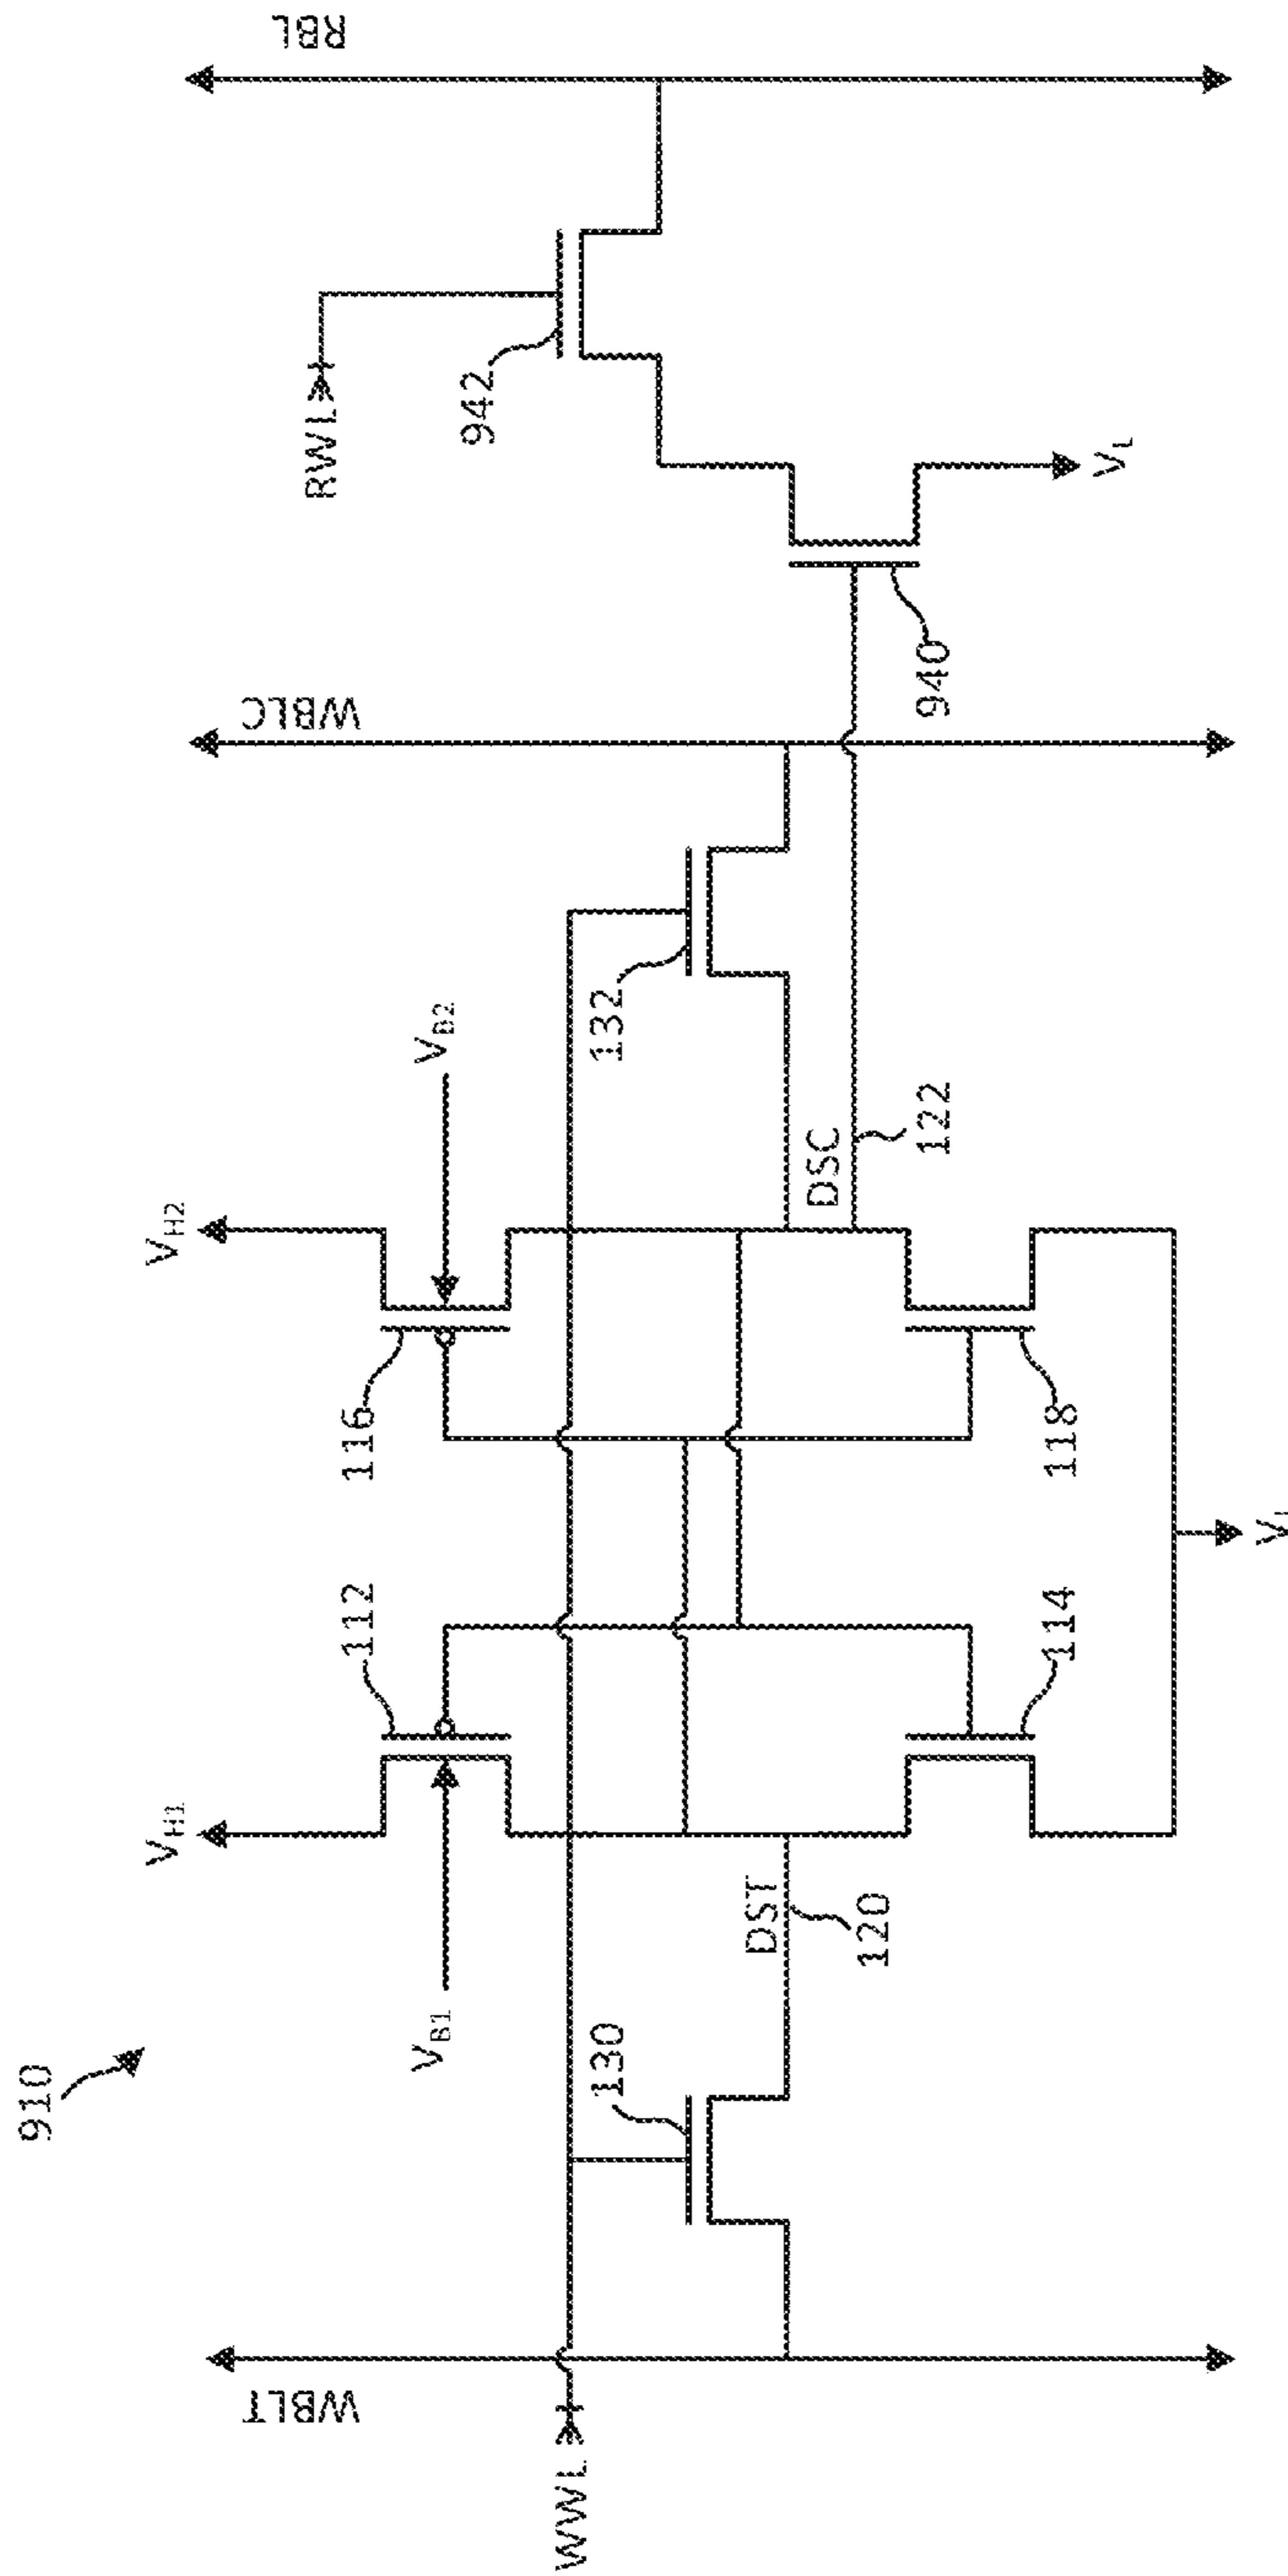 910
WBLT
WWL
130
V_B1
V_H1
112
DST
120
114
V_L
116
V_H2
V_B2
118
DSC
122
132
WBLC
940
942
RWL
V_L
RBL